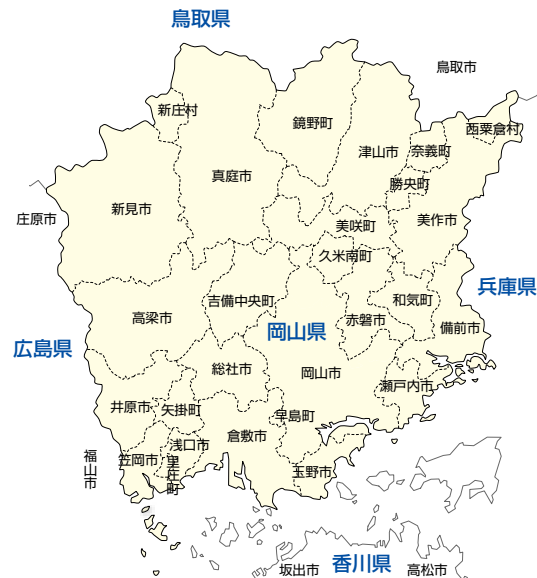 鳥取県
鳥取市
新庄村
鏡野町
西粟倉村
津山市
奈義町
真庭市
勝央町
新見市
庄原市
美咲町
美作市
久米南町
兵庫県
吉備中央町
和気町
高梁市
赤磐市
備前市
岡山県
広島県
総社市
岡山市
瀬戸内市
井原市
矢掛町
早島町
倉敷市
浅口市
笠岡市
里庄町
福山市
玉野市
香川県
坂出市
高松市